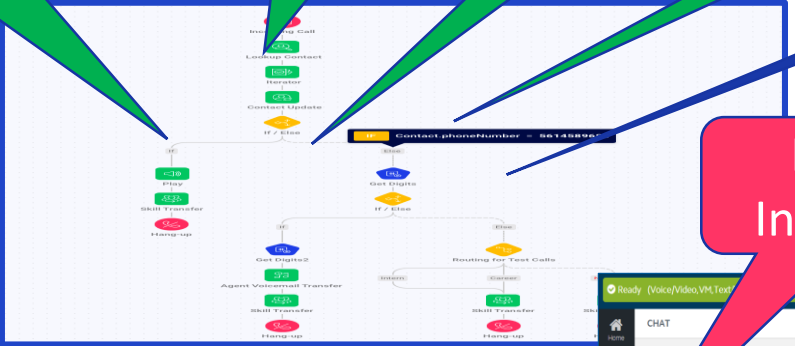 Incoming Call
Lookup Contact
Iterator
Contact Update
If / Else
IF Contact.phoneNumber =
If
Else
Play
Get Digits
Skill Transfer
If / Else
Hang-up
If
Else
Get Digits2
Routing for Test Calls
Intern
Career
Agent Voicemail Transfer
Skill Transfer
Skill Transfer
Hang-up
Hang-up
In
Ready (Voice/Video,VM,Text
CHAT
Home